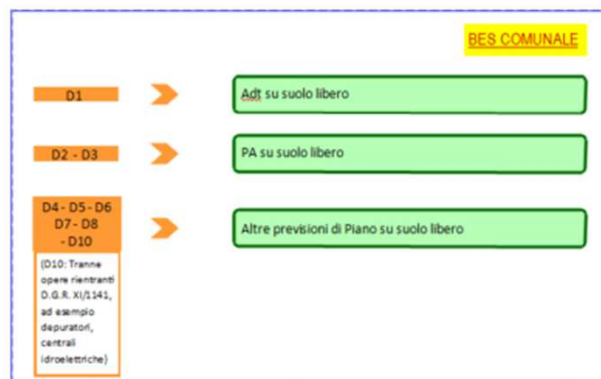 BES COMUNALE
D1
Adt su suolo libero
D2 - D3
PA su suolo libero
D4 - D5 - D6
D7 - D8
- D10
Altre previsioni di Piano su suolo libero
(D10: Tranne
opere rientranti
D.G.R. XI/1141,
ad esempio
depuratori,
centrali
idroelettriche)